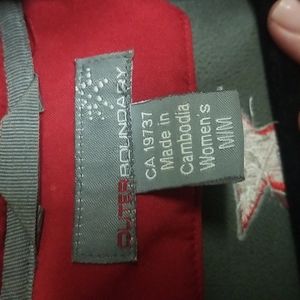 OUTERBOUNDARY
CA 19737
Made in
Cambodia
Women's
M/M